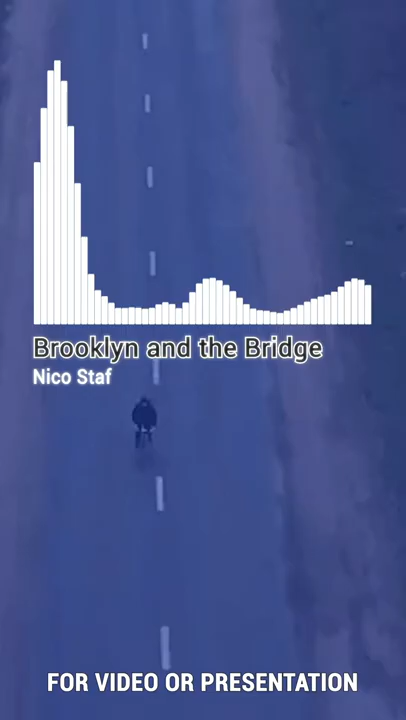 Brooklyn and the Bridge
Nico Staf
FOR VIDEO OR PRESENTATION